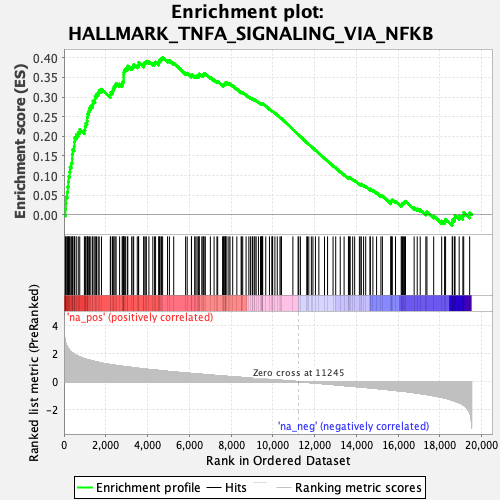 Enrichment plot:
HALLMARK_TNFA_SIGNALING_VIA_NFKB
Enrichment score (ES)
0.40
0.35
0.30
0.25
0.20
0.15
0.10
0.05
0.00
Ranked list metric (PreRanked)
4
2
0
-2
'na_pos' (positively correlated)
Zero cross at 11245
'na_neg' (negatively correlated)
0
2,000
4,000
6,000
8,000
10,000
12,000
14,000
16,000
18,000
20,000
Rank in Ordered Dataset
Enrichment profile
Hits
Ranking metric scores